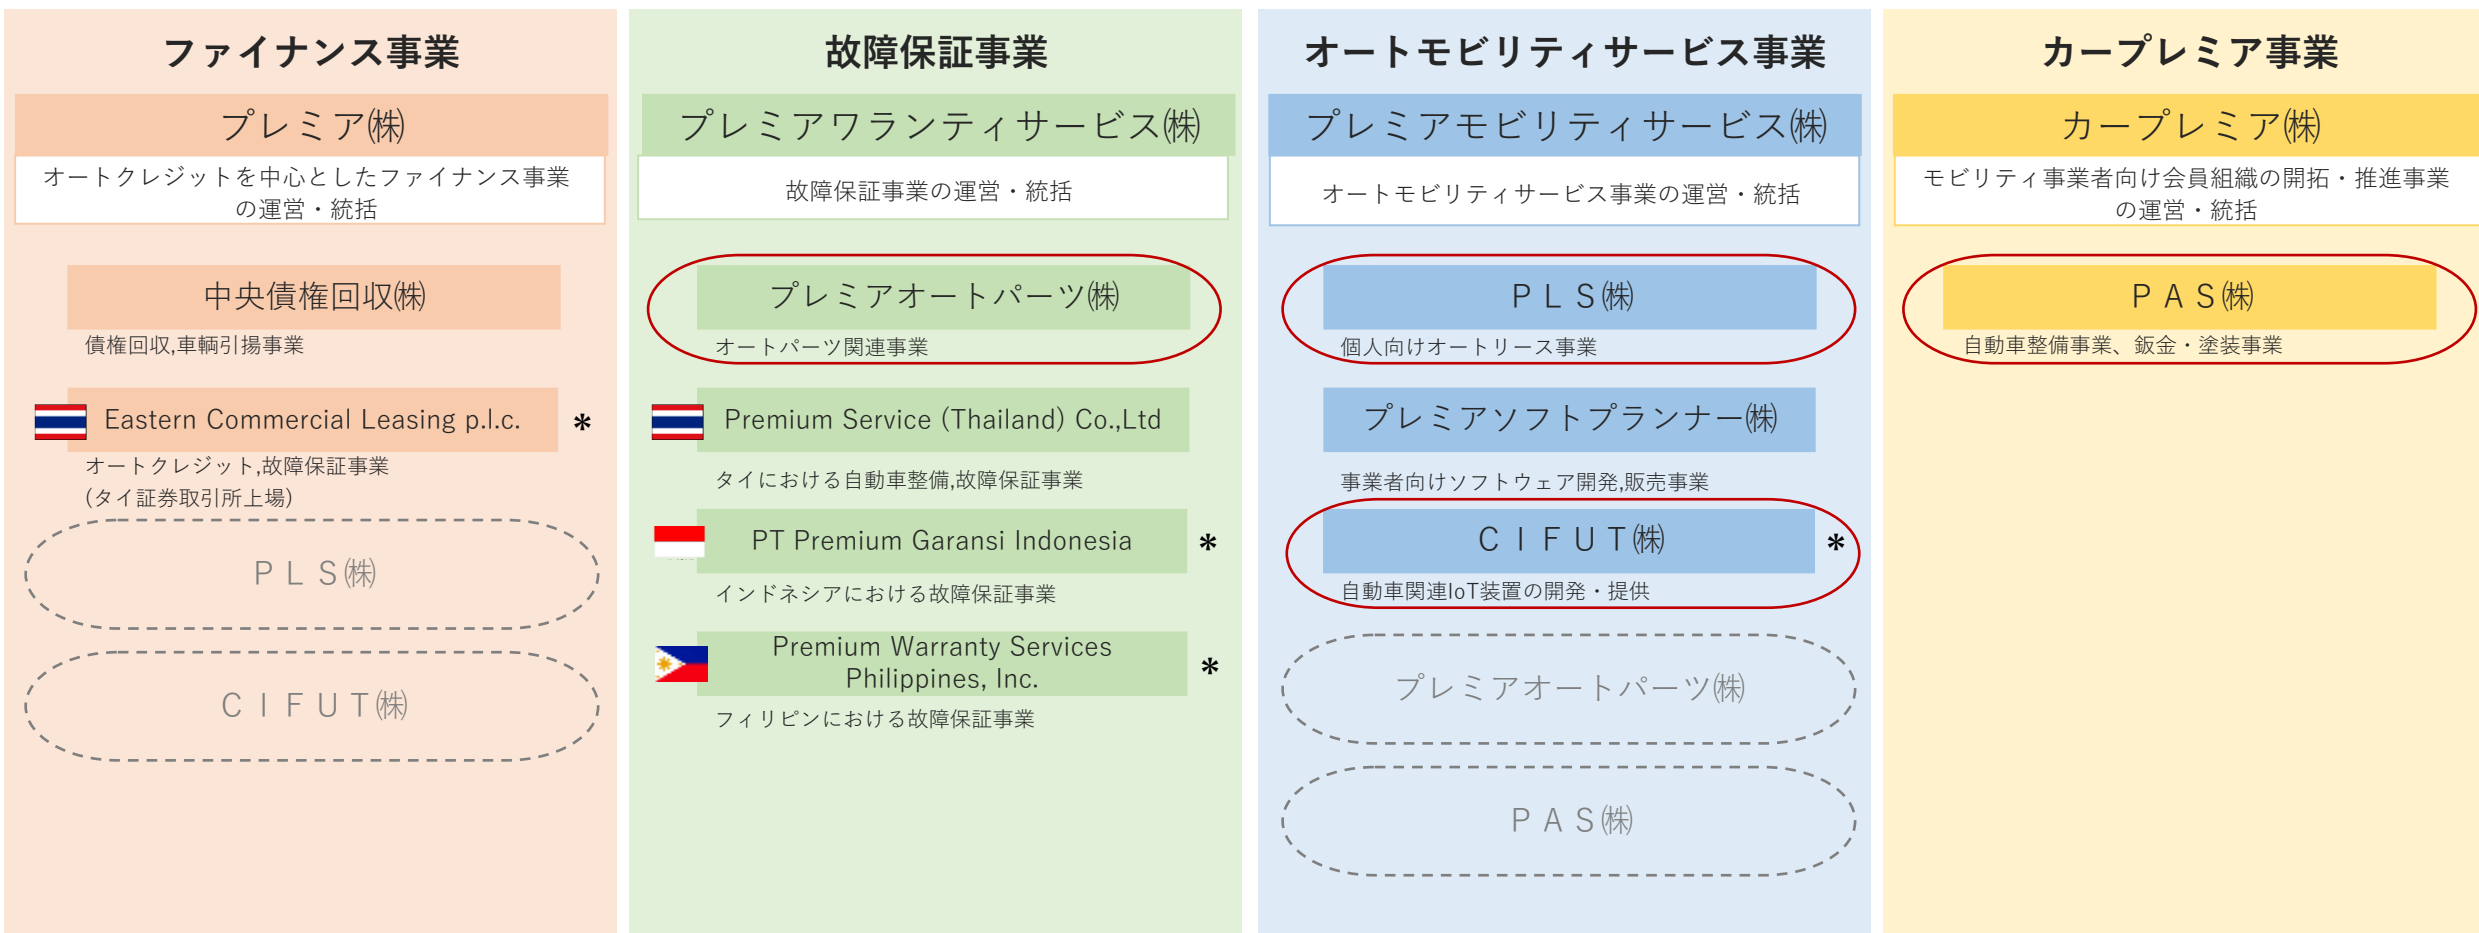 ファイナンス事業
プレミア㈱
オートクレジットを中心としたファイナンス事業
の運営・統括
中央債権回収㈱
債権回収,車輌引揚事業
Eastern Commercial Leasing p.l.c.
*
オートクレジット,故障保証事業
(タイ証券取引所上場)
ＰＬＳ㈱
ＣＩＦＵＴ㈱
故障保証事業
プレミアワランティサービス㈱
故障保証事業の運営・統括
プレミアオートパーツ㈱
オートパーツ関連事業
Premium Service (Thailand) Co.,Ltd
タイにおける自動車整備,故障保証事業
PT Premium Garansi Indonesia
*
インドネシアにおける故障保証事業
Premium Warranty Services
Philippines, Inc.
*
フィリピンにおける故障保証事業
オートモビリティサービス事業
プレミアモビリティサービス㈱
オートモビリティサービス事業の運営・統括
ＰＬＳ㈱
個人向けオートリース事業
プレミアソフトプランナー㈱
事業者向けソフトウェア開発,販売事業
ＣＩＦＵＴ㈱
*
自動車関連IoT装置の開発・提供
プレミアオートパーツ㈱
ＰＡＳ㈱
カープレミア事業
カープレミア㈱
モビリティ事業者向け会員組織の開拓・推進事業
の運営・統括
ＰＡＳ㈱
自動車整備事業、鈑金・塗装事業